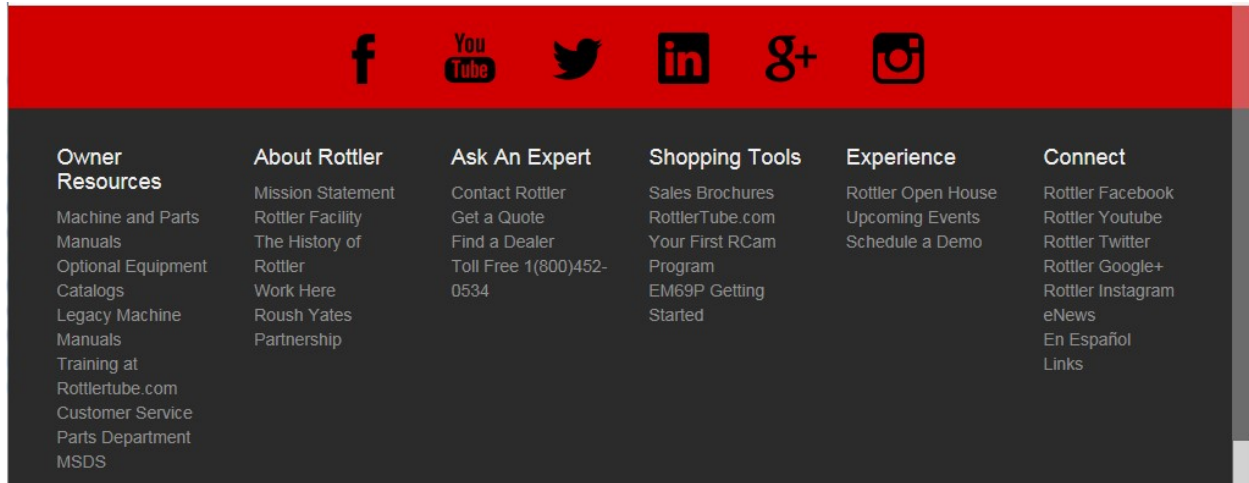 f
You
Tube
in
g+
Owner
Resources
Machine and Parts
Manuals
Optional Equipment
Catalogs
Legacy Machine
Manuals
Training at
Rottlertube.com
Customer Service
Parts Department
MSDS
About Rottler
Mission Statement
Rottler Facility
The History of
Rottler
Work Here
Roush Yates
Partnership
Ask An Expert
Contact Rottler
Get a Quote
Find a Dealer
Toll Free 1(800)452-
0534
Shopping Tools
Sales Brochures
RottlerTube.com
Your First RCam
Program
EM69P Getting
Started
Experience
Rottler Open House
Upcoming Events
Schedule a Demo
Connect
Rottler Facebook
Rottler Youtube
Rottler Twitter
Rottler Google+
Rottler Instagram
eNews
En Español
Links